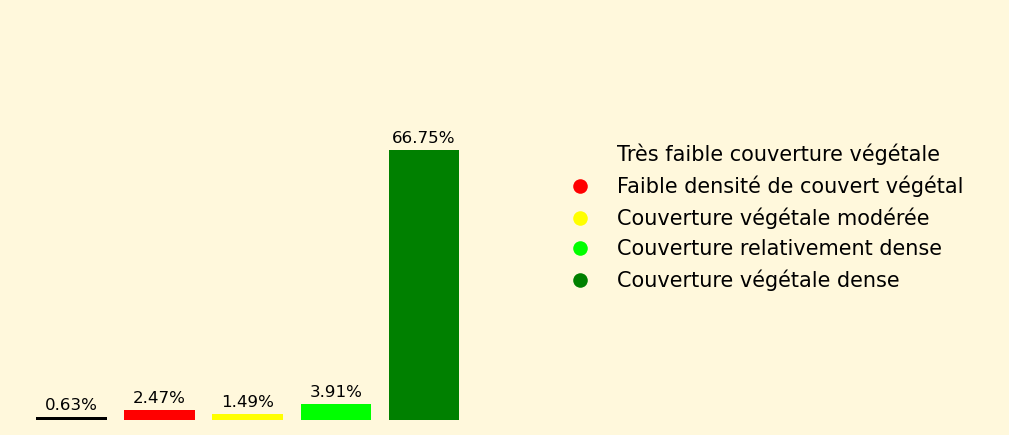 66.75%
3.91%
2.47%
1.49%
0.63%
Très faible couverture végétale
Faible densité de couvert végétal
Couverture végétale modérée
Couverture relativement dense
Couverture végétale dense